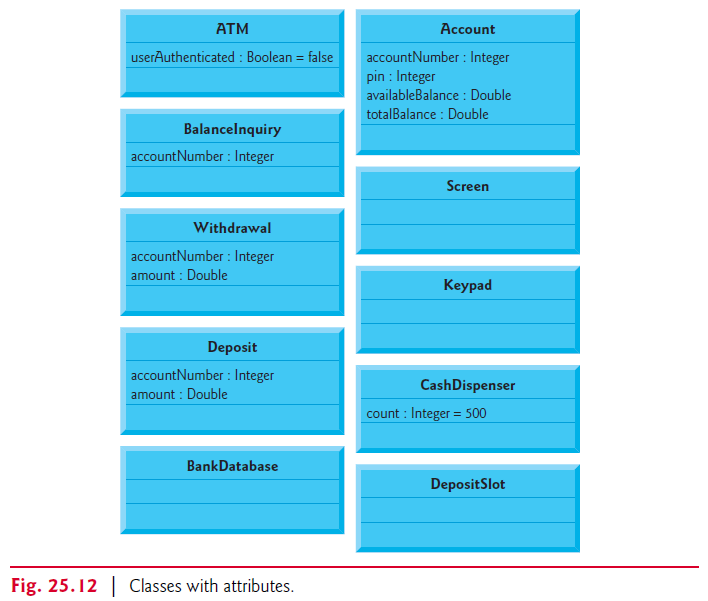 ATM
userAuthenticated : Boolean = false
BalanceInquiry
accountNumber : Integer
Withdrawal
accountNumber : Integer
amount : Double
Deposit
accountNumber : Integer
amount : Double
BankDatabase
Account
accountNumber : Integer
pin : Integer
availableBalance : Double
totalBalance : Double
Screen
Keypad
CashDispenser
count : Integer = 500
DepositSlot
Fig. 25.12 | Classes with attributes.